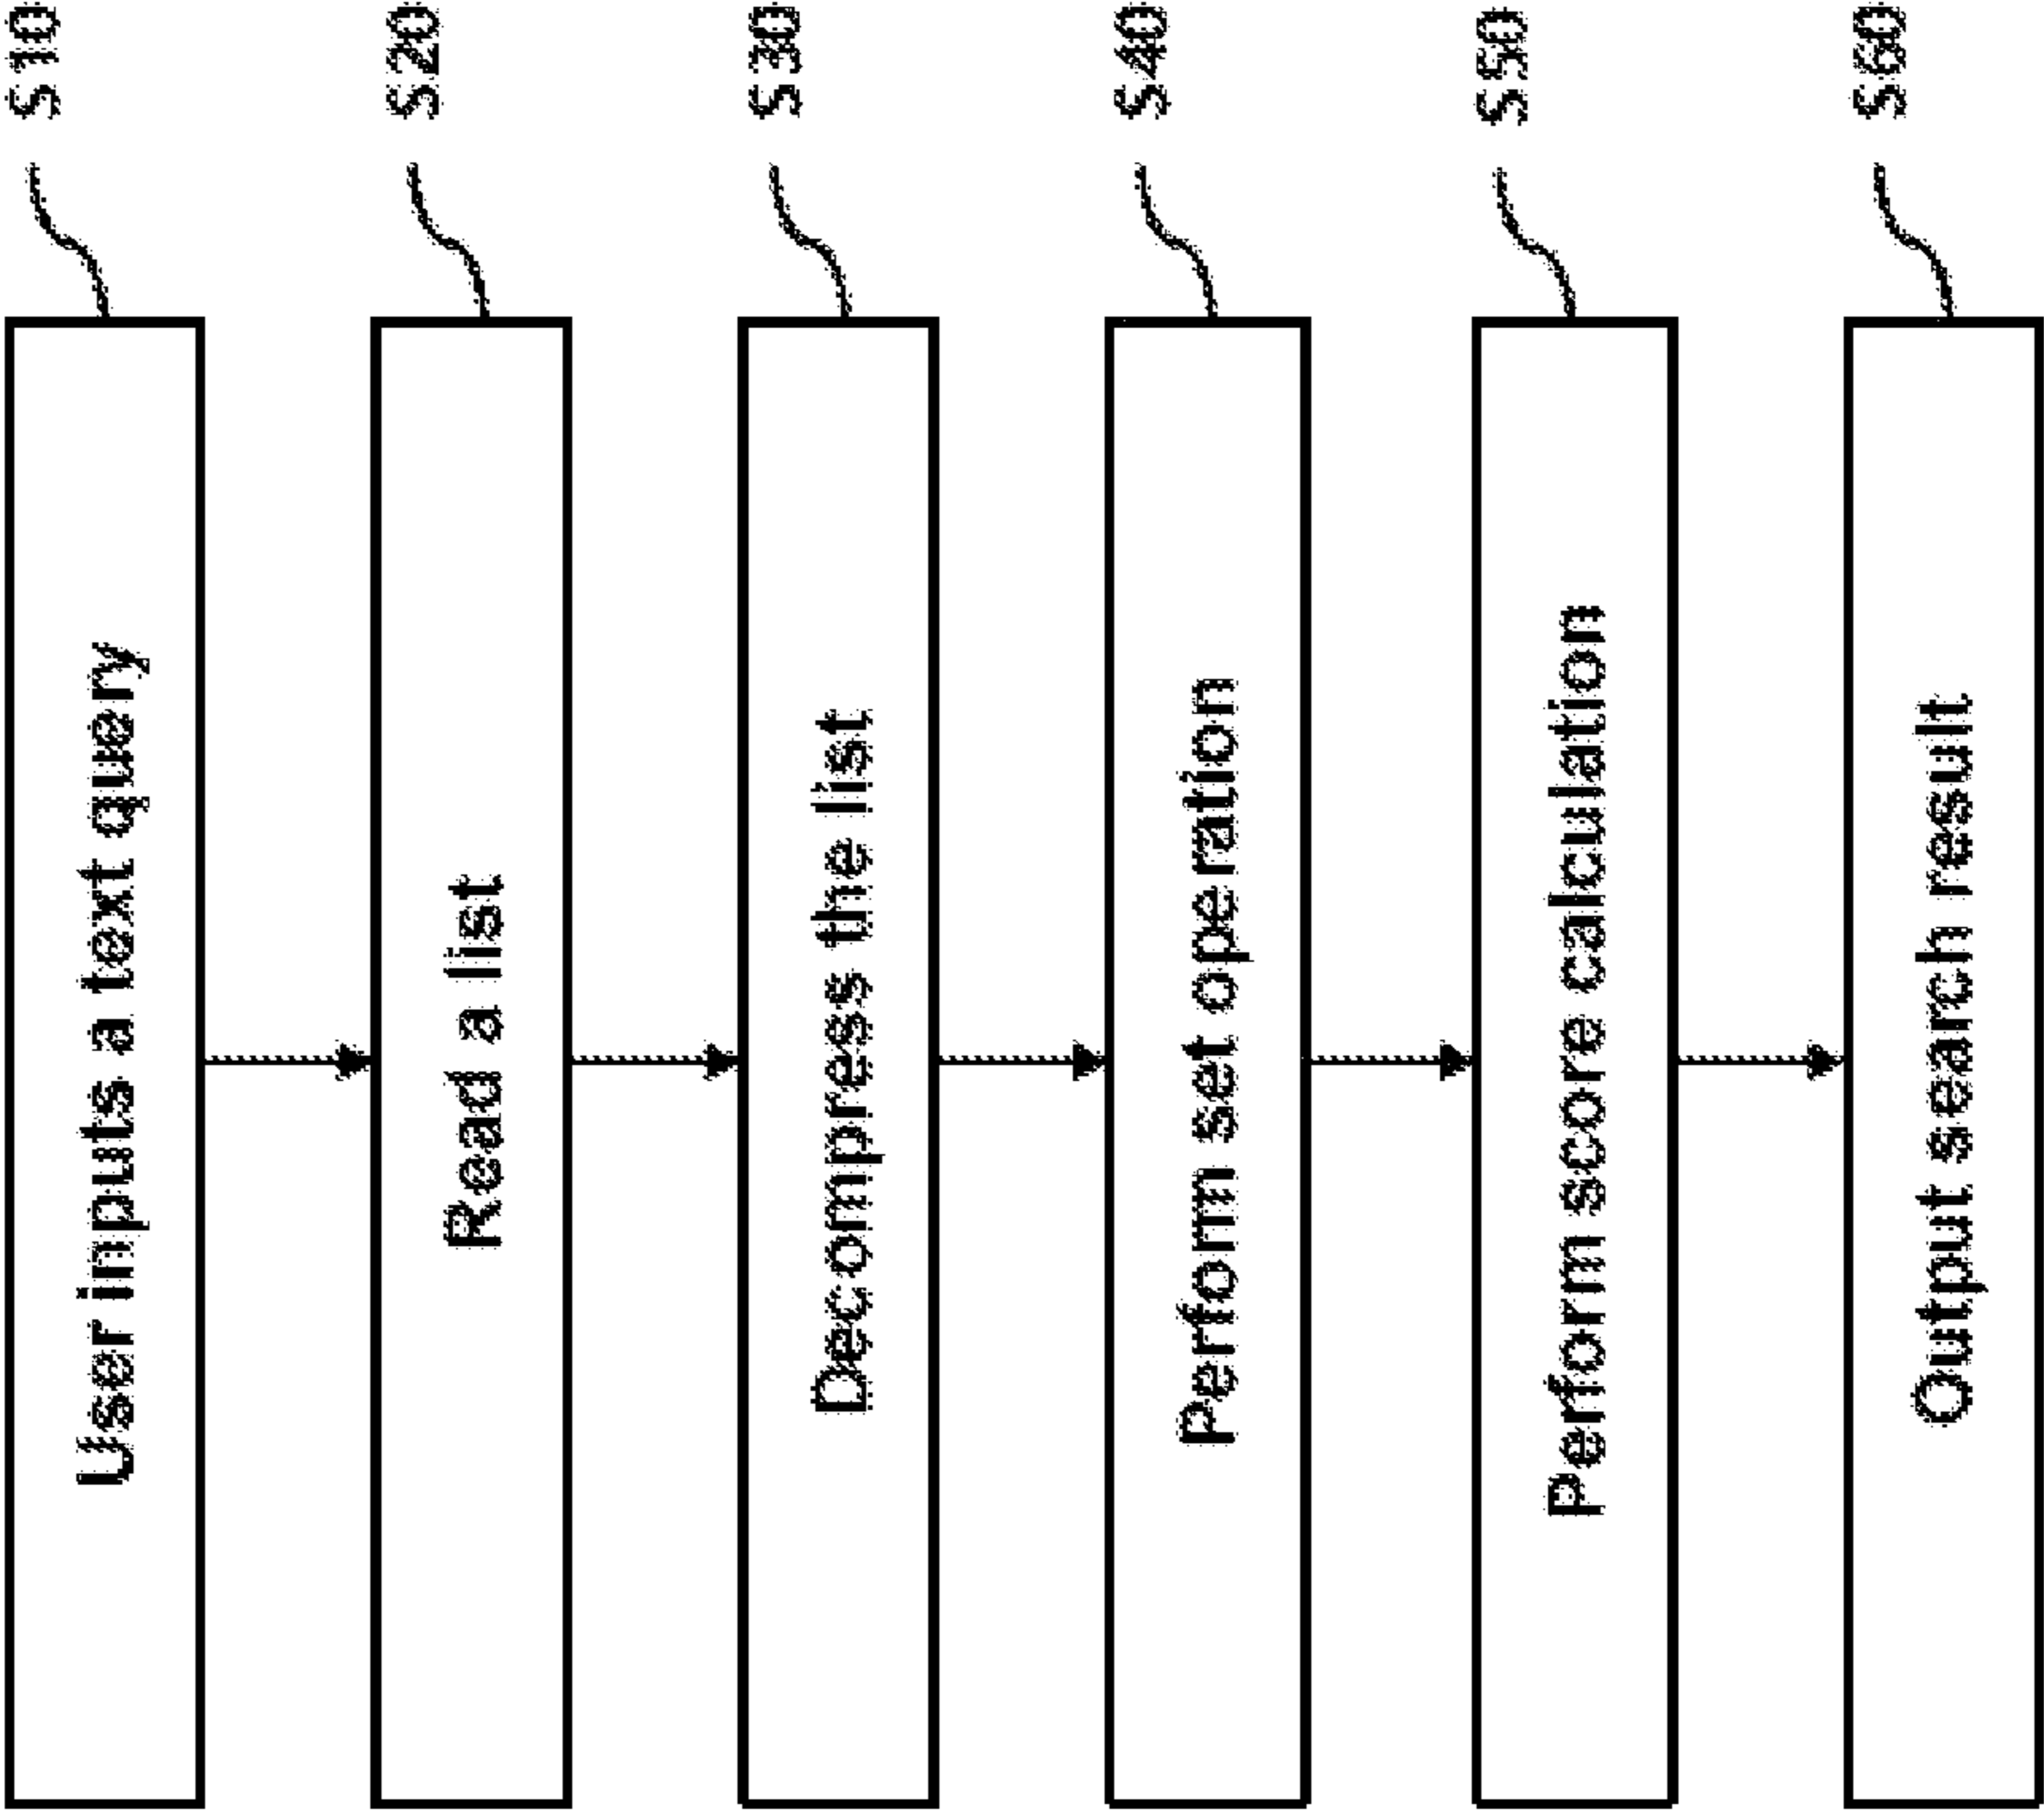 User inputs a text query
S10
Read a list
S20
Decompress the list
S30
Perform set operation
S40
Perform score calculation
S50
Output search result
S60